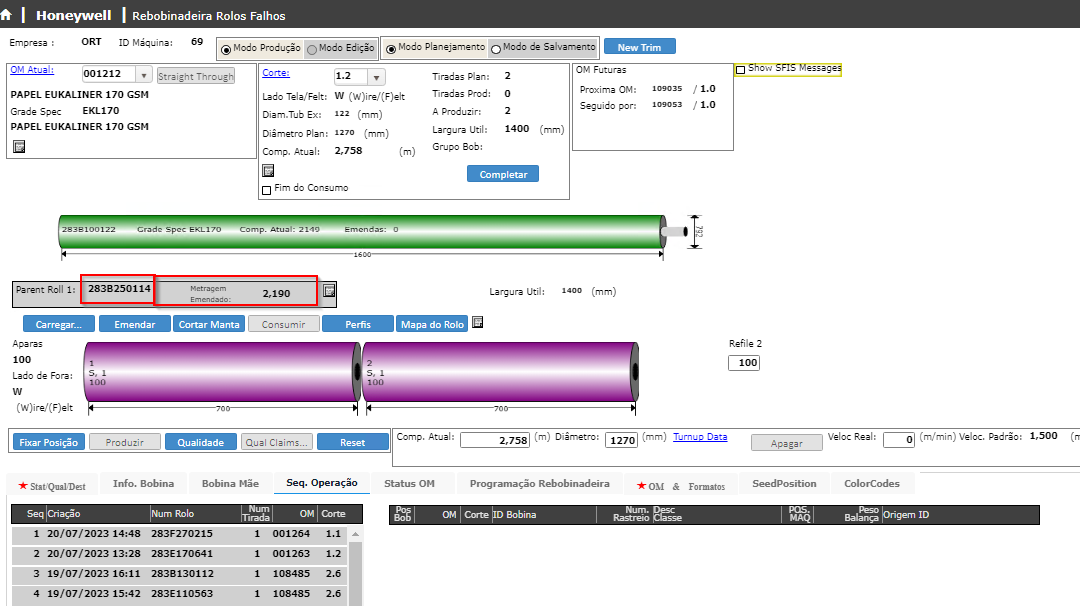 Honeywell Rebobinadeira Rolos Falhos
Empresa : ORT ID Máquina: 69 Modo Produção Modo Edição Modo Planejamento Modo de Salvamento New Trim
OM Atual: 001212 Straight Through
PAPEL EUKALINER 170 GSM
Grade Spec EKL170
PAPEL EUKALINER 170 GSM
Corte: 1.2
Lado Tela/Felt: W (W)ire/(F)elt
Diam.Tub Ex: 122 (mm)
Diâmetro Plan: 1270 (mm)
Comp. Atual: 2,758 (m)
Fim do Consumo
Tiradas Plan: 2
Tiradas Prod: 0
A Produzir: 2
Largura Util: 1400 (mm)
Grupo Bob:
Completar
OM Futuras
Proxima OM: 109035 / 1.0
Seguido por: 109053 / 1.0
Show SFIS Messages
283B100122 Grade Spec EKL170 Comp. Atual: 2149 Emendas: 0
792
1600
Parent Roll 1: 283B250114 Metragem Emendado: 2,190
Largura Util: 1400 (mm)
Carregar... Emendar Cortar Manta Consumir Perfis Mapa do Rolo
Aparas
100
Lado de Fora:
W
(W)ire/(F)elt
1
S, 1
100
2
S, 1
100
700 700
Refile 2
100
Fixar Posição Produzir Qualidade Qual Claims... Reset
Comp. Atual: 2,758 (m) Diâmetro: 1270 (mm) Turnup Data Apagar Veloc Real: 0 (m/min) Veloc. Padrão: 1,500 (m
Stat/Qual/Dest Info. Bobina Bobina Mãe Seq. Operação Status OM Programação Rebobinadeira OM & Formatos SeedPosition ColorCodes
Seq Criação Num Rolo Num Tirada OM Corte
1 20/07/2023 14:48 283F270215 1 001264 1.1
2 20/07/2023 13:28 283E170641 1 001263 1.2
3 19/07/2023 16:11 283B130112 1 108485 2.6
4 19/07/2023 15:42 283E110563 1 108485 2.6
Pos Bob OM Corte ID Bobina Num. Rastreio Desc Classe POS. MAQ Peso Balança Origem ID